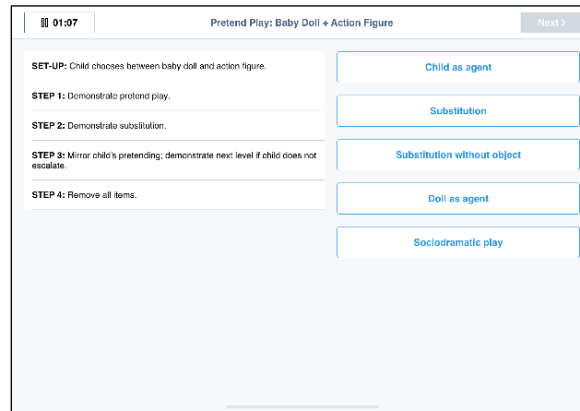 01:07
Pretend Play: Baby Doll + Action Figure
Next >
SET-UP: Child chooses between baby doll and action figure.
STEP 1: Demonstrate pretend play.
STEP 2: Demonstrate substitution.
STEP 3: Mirror child's pretending; demonstrate next level if child does not
escalate.
STEP 4: Remove all items.
Child as agent
Substitution
Substitution without object
Doll as agent
Sociodramatic play